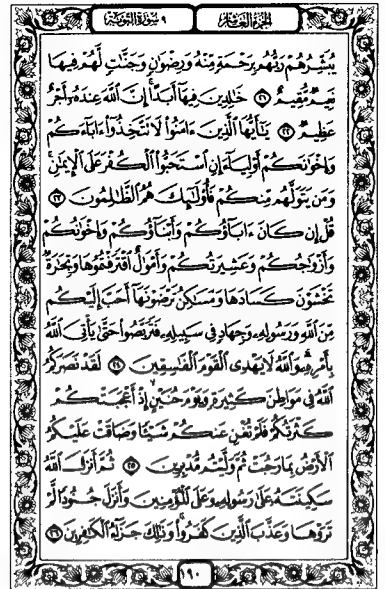 الجزء العاشر
٩ سورة التوبة
يُبَشِّرُهُمْ رَبُّهُم بِرَحْمَةٍ مِّنْهُ وَرِضْوَٰنٍ وَجَنَّٰتٍ لَّهُمْ فِيهَا
نَعِيمٌ مُّقِيمٌ ٢١ خَٰلِدِينَ فِيهَآ أَبَدًا إِنَّ ٱللَّهَ عِندَهُۥٓ أَجْرٌ
عَظِيمٌ ٢٢ يَٰٓأَيُّهَا ٱلَّذِينَ ءَامَنُوا۟ لَا تَتَّخِذُوٓا۟ ءَابَآءَكُمْ
وَإِخْوَٰنَكُمْ أَوْلِيَآءَ إِنِ ٱسْتَحَبُّوا۟ ٱلْكُفْرَ عَلَى ٱلْإِيمَٰنِ
وَمَن يَتَوَلَّهُم مِّنكُمْ فَأُو۟لَٰٓئِكَ هُمُ ٱلظَّٰلِمُونَ ٢٣
قُلْ إِن كَانَ ءَابَآؤُكُمْ وَأَبْنَآؤُكُمْ وَإِخْوَٰنُكُمْ
وَأَزْوَٰجُكُمْ وَعَشِيرَتُكُمْ وَأَمْوَٰلٌ ٱقْتَرَفْتُمُوهَا وَتِجَٰرَةٌ
تَخْشَوْنَ كَسَادَهَا وَمَسَٰكِنُ تَرْضَوْنَهَآ أَحَبَّ إِلَيْكُم
مِّنَ ٱللَّهِ وَرَسُولِهِۦ وَجِهَادٍ فِى سَبِيلِهِۦ فَتَرَبَّصُوا۟ حَتَّىٰ يَأْتِىَ ٱللَّهُ
بِأَمْرِهِۦ وَٱللَّهُ لَا يَهْدِى ٱلْقَوْمَ ٱلْفَٰسِقِينَ ٢٤ لَقَدْ نَصَرَكُمُ
ٱللَّهُ فِى مَوَاطِنَ كَثِيرَةٍ وَيَوْمَ حُنَيْنٍ إِذْ أَعْجَبَتْكُمْ
كَثْرَتُكُمْ فَلَمْ تُغْنِ عَنكُمْ شَيْـًٔا وَضَاقَتْ عَلَيْكُمُ
ٱلْأَرْضُ بِمَا رَحُبَتْ ثُمَّ وَلَّيْتُم مُّدْبِرِينَ ٢٥ ثُمَّ أَنزَلَ ٱللَّهُ
سَكِينَتَهُۥ عَلَىٰ رَسُولِهِۦ وَعَلَى ٱلْمُؤْمِنِينَ وَأَنزَلَ جُنُودًا لَّمْ
تَرَوْهَا وَعَذَّبَ ٱلَّذِينَ كَفَرُوا۟ وَذَٰلِكَ جَزَآءُ ٱلْكَٰفِرِينَ ٢٦
١٩٠